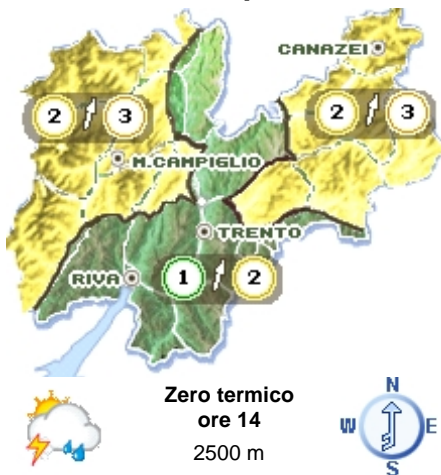 CANAZEI
2 3
2 3
M.CAMPIGLIO
TRENTO
RIVA
1 2
Zero termico
ore 14
2500 m
N
W E
S